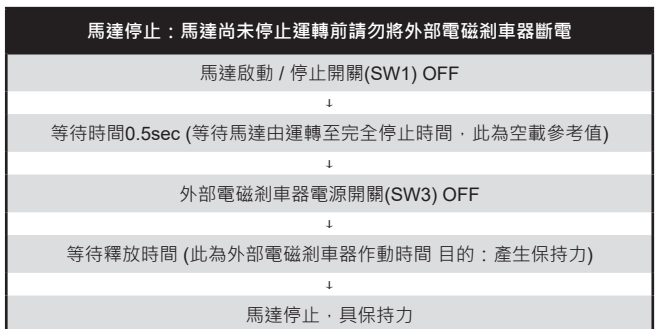 馬達停止：馬達尚未停止運轉前請勿將外部電磁剎車器斷電
馬達啟動 / 停止開關(SW1) OFF
↓
等待時間0.5sec (等待馬達由運轉至完全停止時間，此為空載參考值)
↓
外部電磁剎車器電源開關(SW3) OFF
↓
等待釋放時間 (此為外部電磁剎車器作動時間 目的：產生保持力)
↓
馬達停止，具保持力